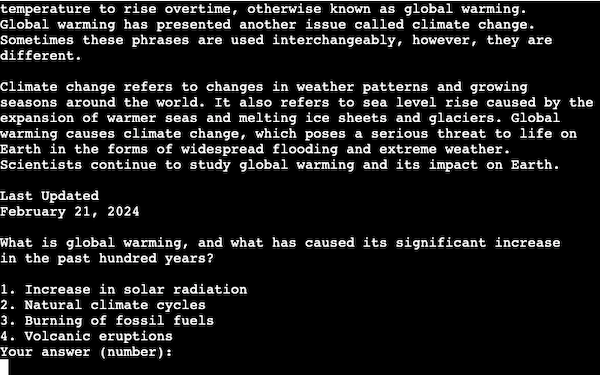 temperature to rise overtime, otherwise known as global warming.
Global warming has presented another issue called climate change.
Sometimes these phrases are used interchangeably, however, they are
different.
Climate change refers to changes in weather patterns and growing
seasons around the world. It also refers to sea level rise caused by the
expansion of warmer seas and melting ice sheets and glaciers. Global
warming causes climate change, which poses a serious threat to life on
Earth in the forms of widespread flooding and extreme weather.
Scientists continue to study global warming and its impact on Earth.
Last Updated
February 21, 2024
What is global warming, and what has caused its significant increase
in the past hundred years?
1. Increase in solar radiation
2. Natural climate cycles
3. Burning of fossil fuels
4. Volcanic eruptions
Your answer (number):